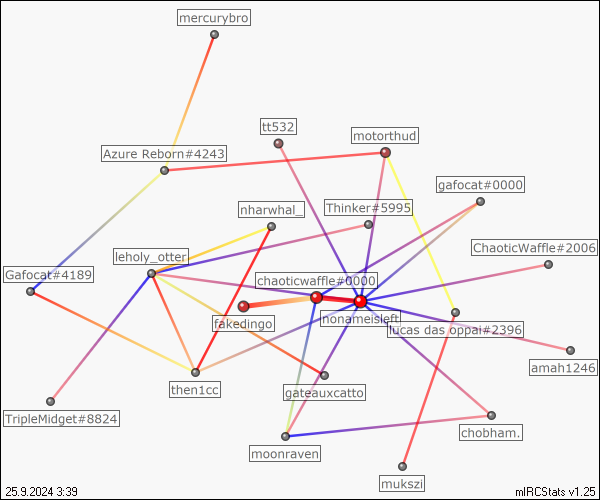 mercurybro
tt532
motorthud
Azure Reborn#4243
gafocat#0000
nharwhal_
Thinker#5995
ChaoticWaffle#2006
leholy_otter
Gafocat#4189
chaoticwaffle#0000
nonameisleft
fakedingo
lucas das oppai#2396
amah1246
then1cc
gateauxcatto
TripleMidget#8824
chobham.
moonraven
mukszi
25.9.2024 3:39
mIRCStats v1.25